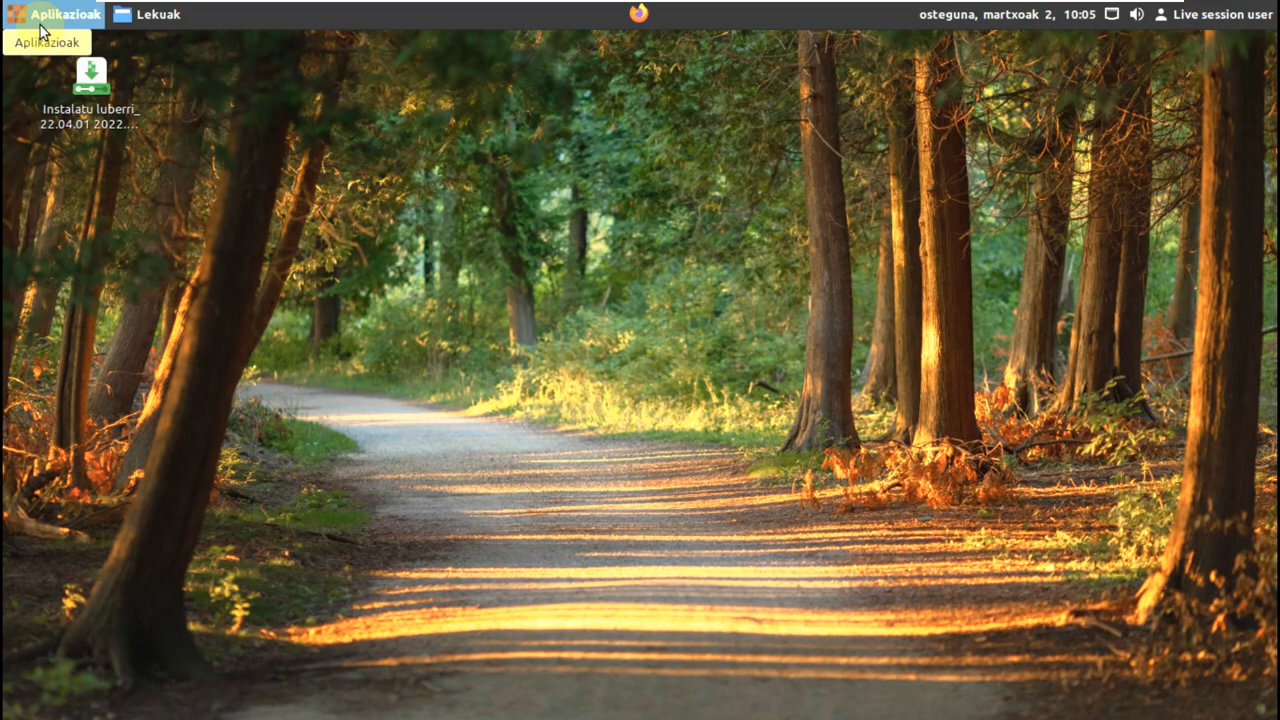 Aplikazioak
Lekuak
osteguna, martxoak 2, 10:05
Live session user
Aplikazioak
Instalatu luberri_
22.04.01 2022....